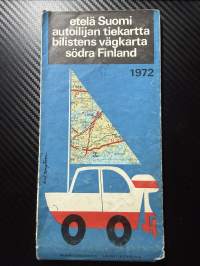 etelä Suomi
autoilijan tiekartta
bilistens vägkarta
södra Finland
1972